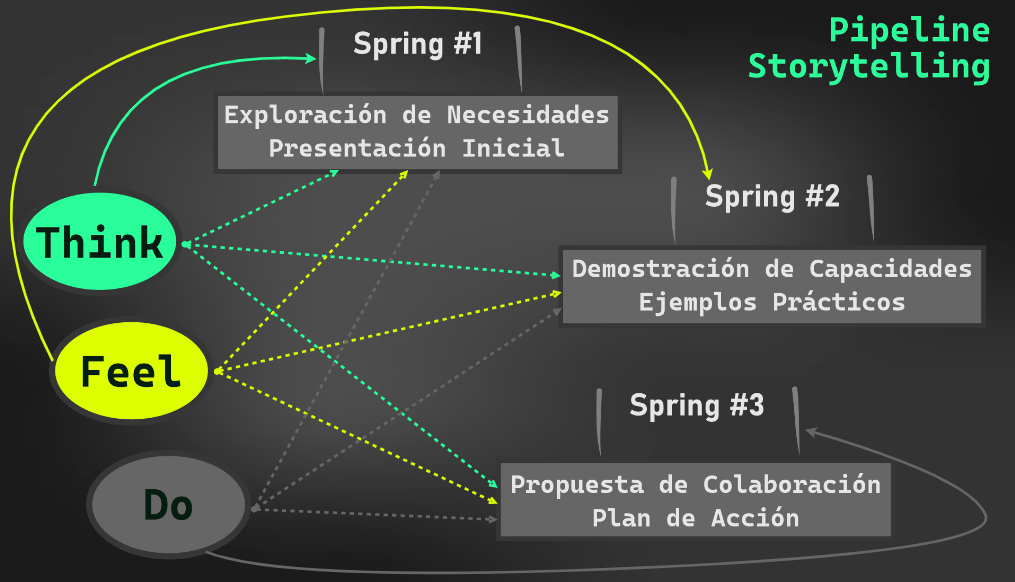 Pipeline
Storytelling
Spring #1
Exploración de Necesidades
Presentación Inicial
Think
Spring #2
Demostración de Capacidades
Ejemplos Prácticos
Feel
Spring #3
Propuesta de Colaboración
Plan de Acción
Do